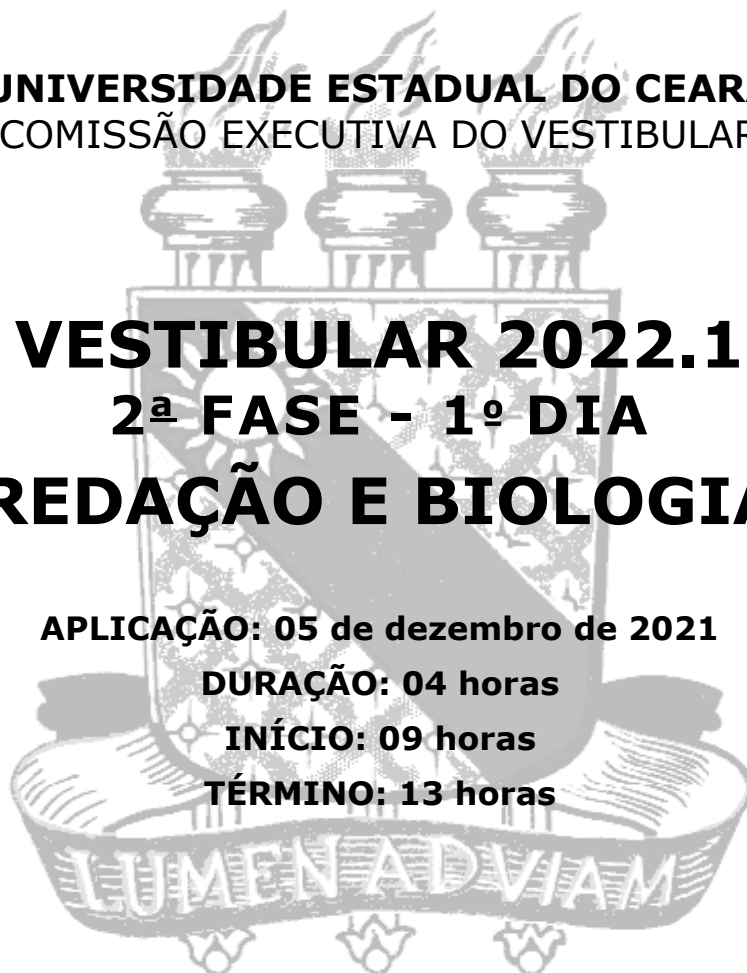 UNIVERSIDADE ESTADUAL DO CEARÁ
COMISSÃO EXECUTIVA DO VESTIBULAR
VESTIBULAR 2022.1
2ª FASE - 1º DIA
REDAÇÃO E BIOLOGIA
APLICAÇÃO: 05 de dezembro de 2021
DURAÇÃO: 04 horas
INÍCIO: 09 horas
TÉRMINO: 13 horas
LUMEN AD VIAM